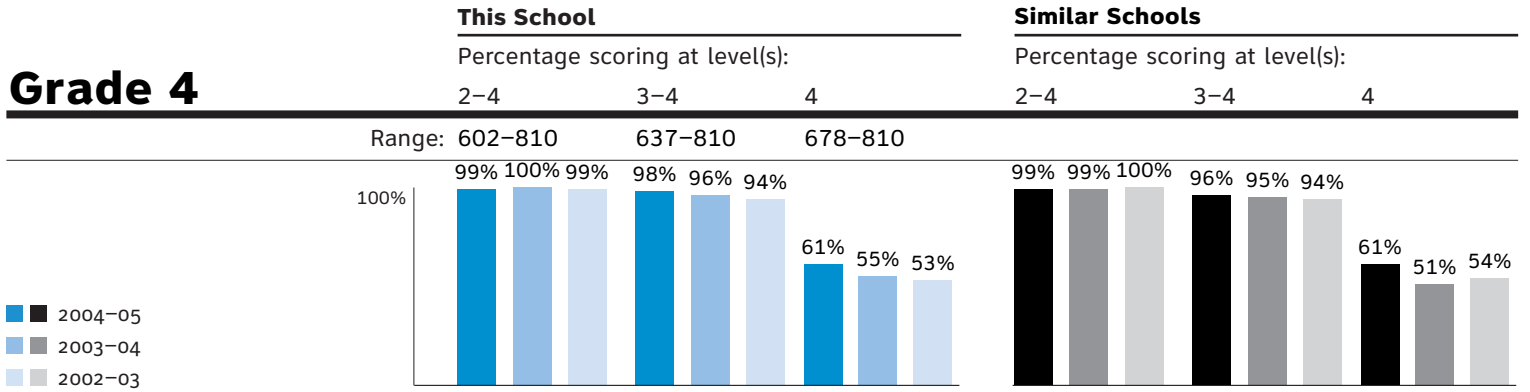 This School Similar Schools
Percentage scoring at level(s): Percentage scoring at level(s):
Grade 4 2–4 3–4 4 2–4 3–4 4
Range: 602–810 637–810 678–810
99% 100% 99% 98% 96% 94% 99% 99% 100% 96% 95% 94%
100%
61% 55% 53% 61% 51% 54%
2004–05
2003–04
2002–03